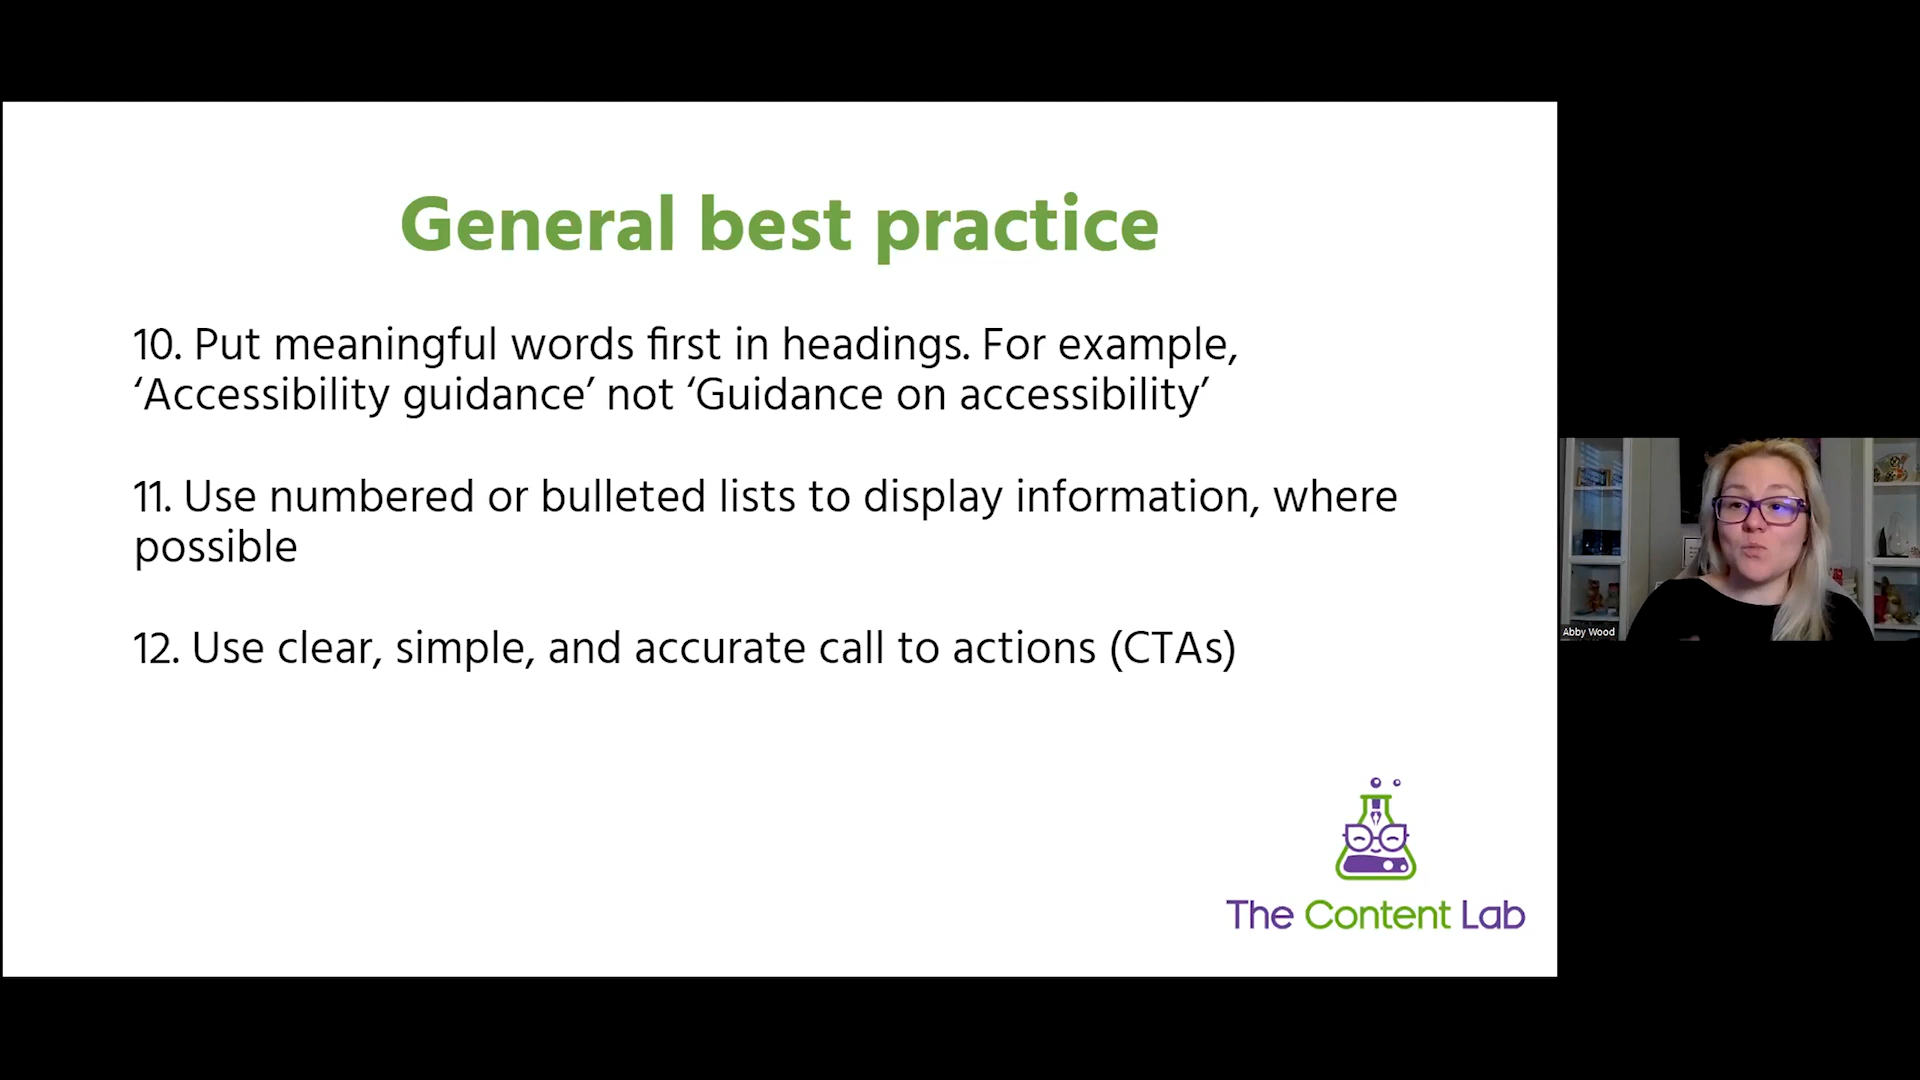 General best practice
10. Put meaningful words first in headings. For example,
‘Accessibility guidance’ not ‘Guidance on accessibility’
11. Use numbered or bulleted lists to display information, where
possible
12. Use clear, simple, and accurate call to actions (CTAs)
The Content Lab
Abby Wood